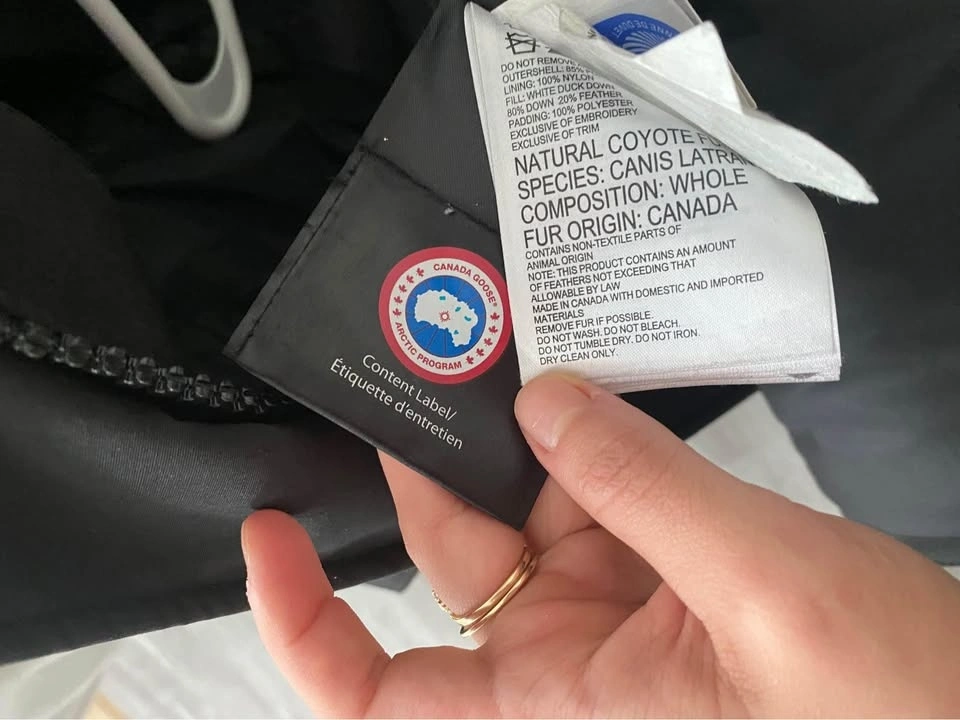 CANADA GOOSE®
ARCTIC PROGRAM
Content Label/
Étiquette d'entretien
DO NOT REMOVE
OUTERSHELL: 85%
LINING: 100% NYLON
FILL: WHITE DUCK DOWN
80% DOWN 20% FEATHER
PADDING: 100% POLYESTER
EXCLUSIVE OF EMBROIDERY
EXCLUSIVE OF TRIM
NATURAL COYOTE
SPECIES: CANIS LATRAN
COMPOSITION: WHOLE
FUR ORIGIN: CANADA
CONTAINS NON-TEXTILE PARTS OF
ANIMAL ORIGIN
NOTE: THIS PRODUCT CONTAINS AN AMOUNT
OF FEATHERS NOT EXCEEDING THAT
ALLOWABLE BY LAW
MADE IN CANADA WITH DOMESTIC AND IMPORTED
MATERIALS
REMOVE FUR IF POSSIBLE.
DO NOT WASH. DO NOT BLEACH.
DO NOT TUMBLE DRY. DO NOT IRON.
DRY CLEAN ONLY.